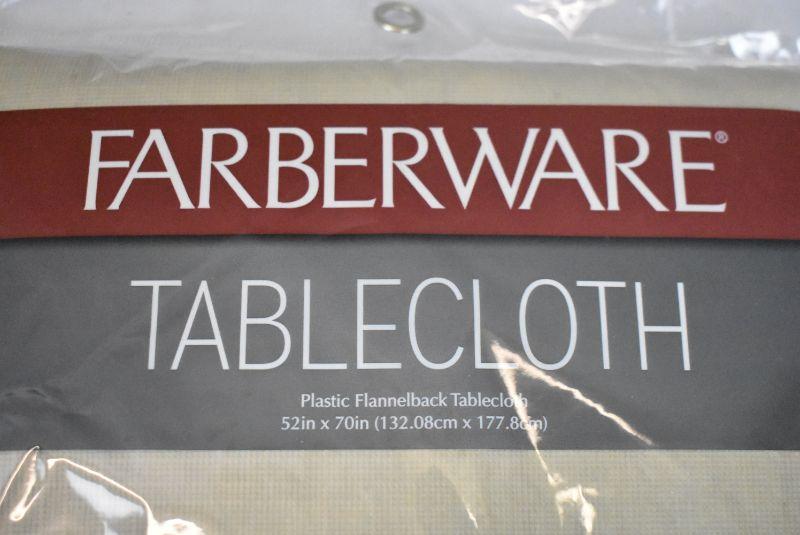 FARBERWARE®
TABLECLOTH
Plastic Flannelback Tablecloth
52in x 70in (132.08cm x 177.8cm)